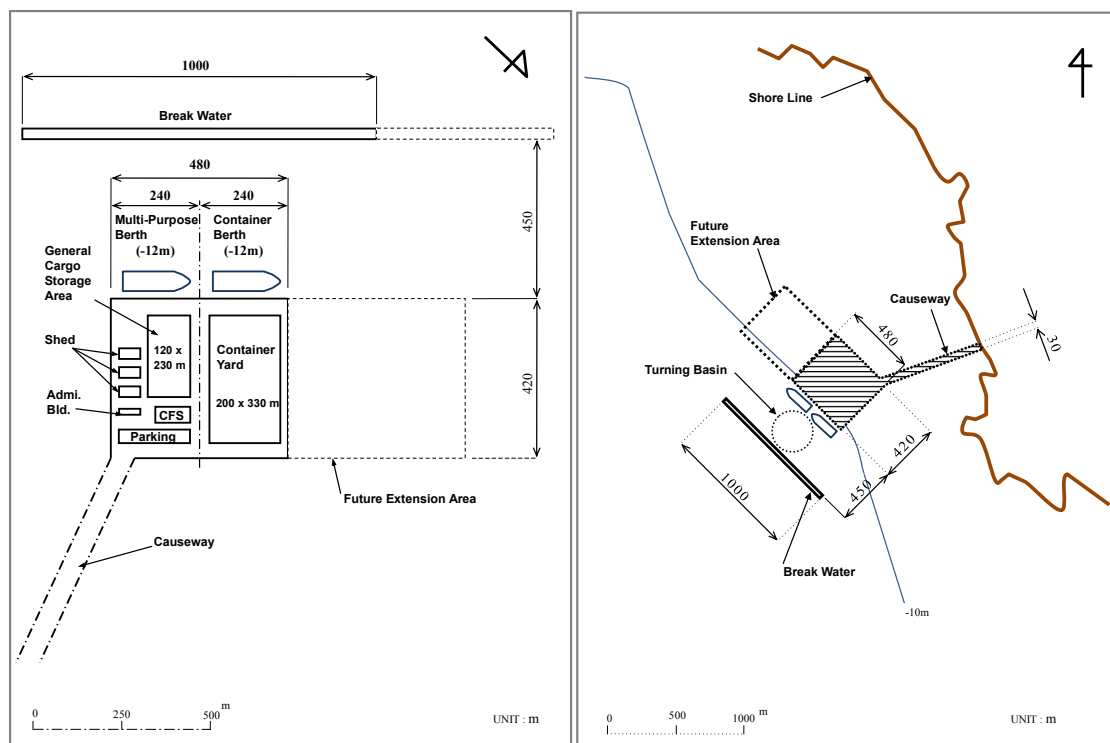 1000
Break Water
480
240
240
Multi-Purpose
Berth
(-12m)
Container
Berth
(-12m)
450
General
Cargo
Storage
Area
Shed
120 x
230 m
Container
Yard
200 x 330 m
420
Admi.
Bld.
CFS
Parking
Future Extension Area
Causeway
0
250
500
m
UNIT : m
Shore Line
Future
Extension Area
Causeway
480
30
Turning Basin
420
450
1000
Break Water
-10m
0
500
1000
m
UNIT : m